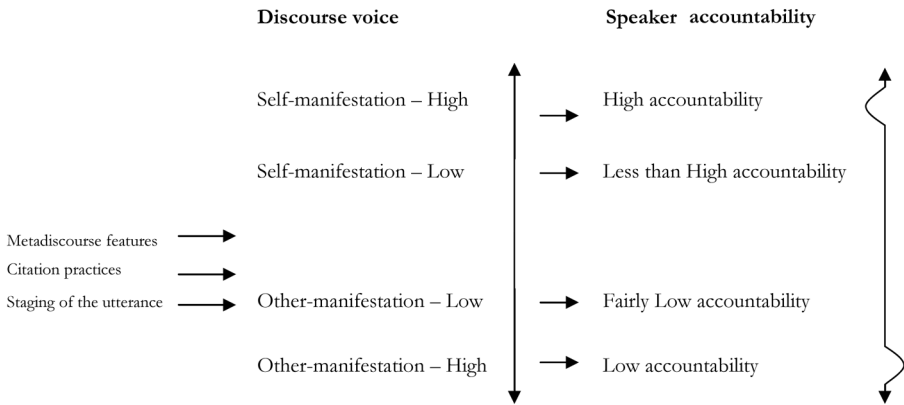 Discourse voice Speaker accountability
Self-manifestation – High High accountability
Self-manifestation – Low Less than High accountability
Metadiscourse features
Citation practices
Staging of the utterance Other-manifestation – Low Fairly Low accountability
Other-manifestation – High Low accountability